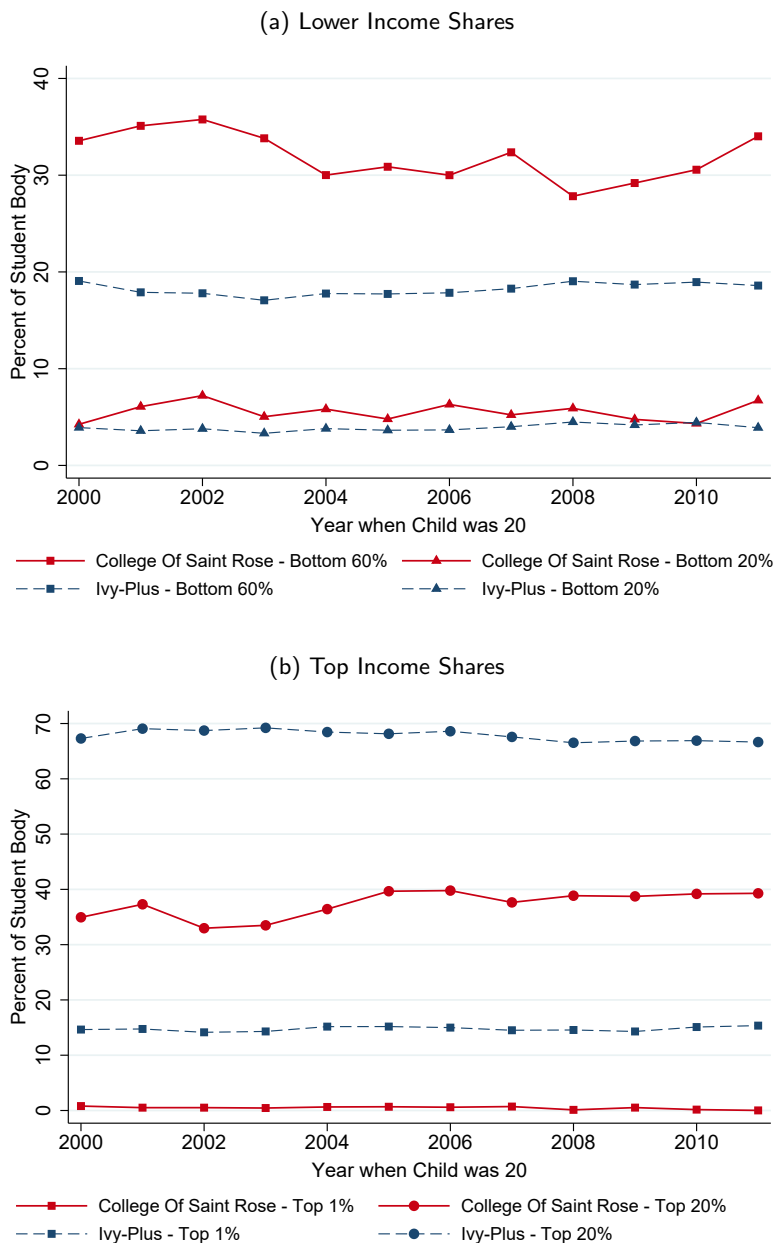 (a) Lower Income Shares
40
30
20
10
0
Percent of Student Body
2000 2002 2004 2006 2008 2010
Year when Child was 20
College Of Saint Rose - Bottom 60% College Of Saint Rose - Bottom 20%
Ivy-Plus - Bottom 60% Ivy-Plus - Bottom 20%
(b) Top Income Shares
70
60
50
40
30
20
10
0
Percent of Student Body
2000 2002 2004 2006 2008 2010
Year when Child was 20
College Of Saint Rose - Top 1% College Of Saint Rose - Top 20%
Ivy-Plus - Top 1% Ivy-Plus - Top 20%